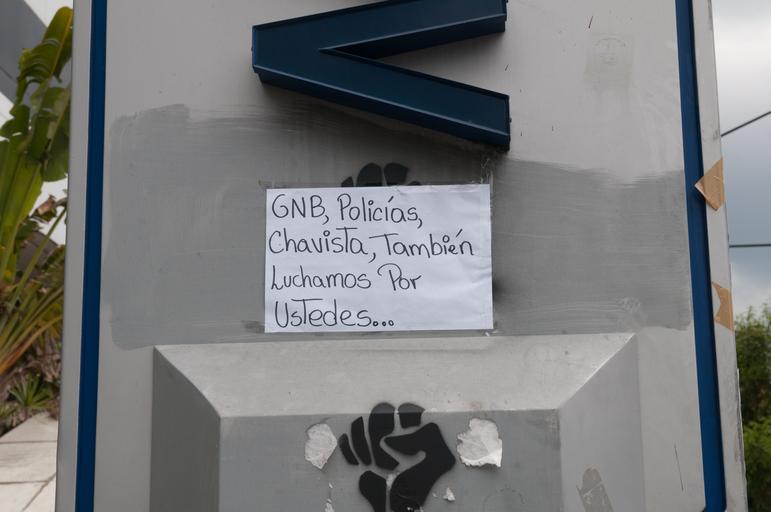 GNB, Policías,
Chavista, También
Luchamos Por
Ustedes...